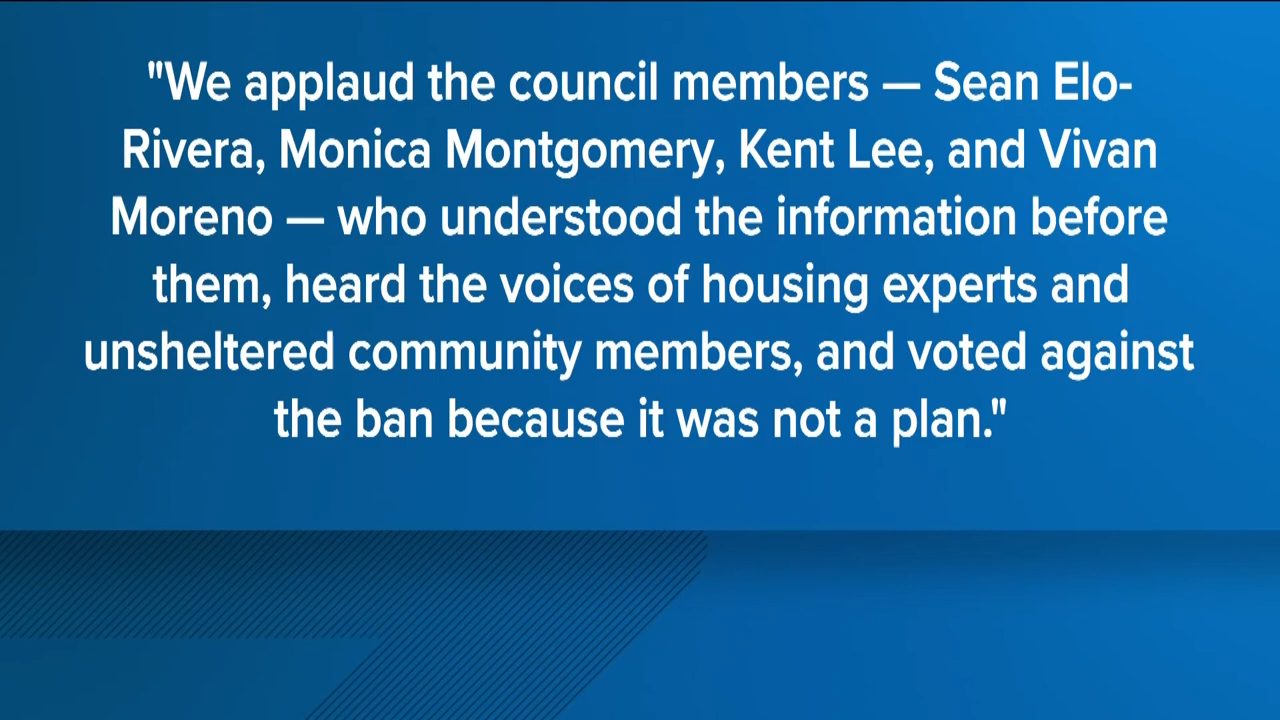 "We applaud the council members — Sean Elo-
Rivera, Monica Montgomery, Kent Lee, and Vivan
Moreno — who understood the information before
them, heard the voices of housing experts and
unsheltered community members, and voted against
the ban because it was not a plan."